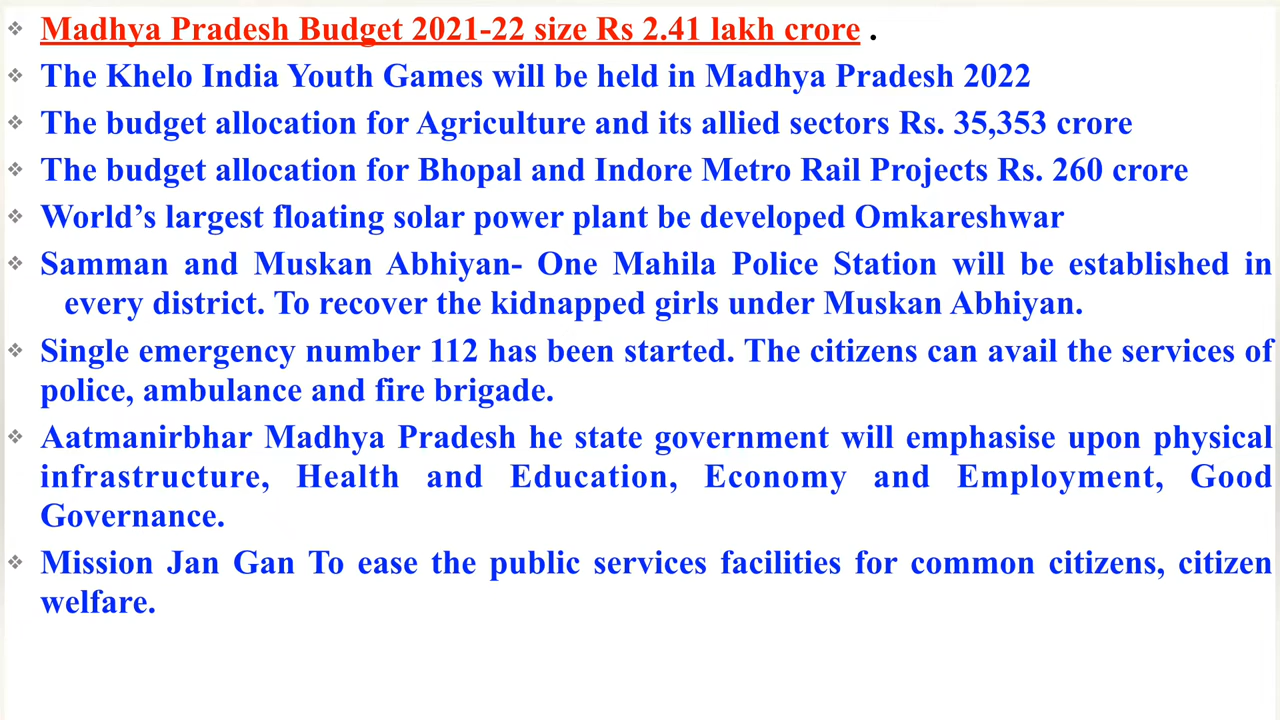 ❖ Madhya Pradesh Budget 2021-22 size Rs 2.41 lakh crore .
❖ The Khelo India Youth Games will be held in Madhya Pradesh 2022
❖ The budget allocation for Agriculture and its allied sectors Rs. 35,353 crore
❖ The budget allocation for Bhopal and Indore Metro Rail Projects Rs. 260 crore
❖ World’s largest floating solar power plant be developed Omkareshwar
❖ Samman and Muskan Abhiyan- One Mahila Police Station will be established in
every district. To recover the kidnapped girls under Muskan Abhiyan.
❖ Single emergency number 112 has been started. The citizens can avail the services of
police, ambulance and fire brigade.
❖ Aatmanirbhar Madhya Pradesh he state government will emphasise upon physical
infrastructure, Health and Education, Economy and Employment, Good
Governance.
❖ Mission Jan Gan To ease the public services facilities for common citizens, citizen
welfare.